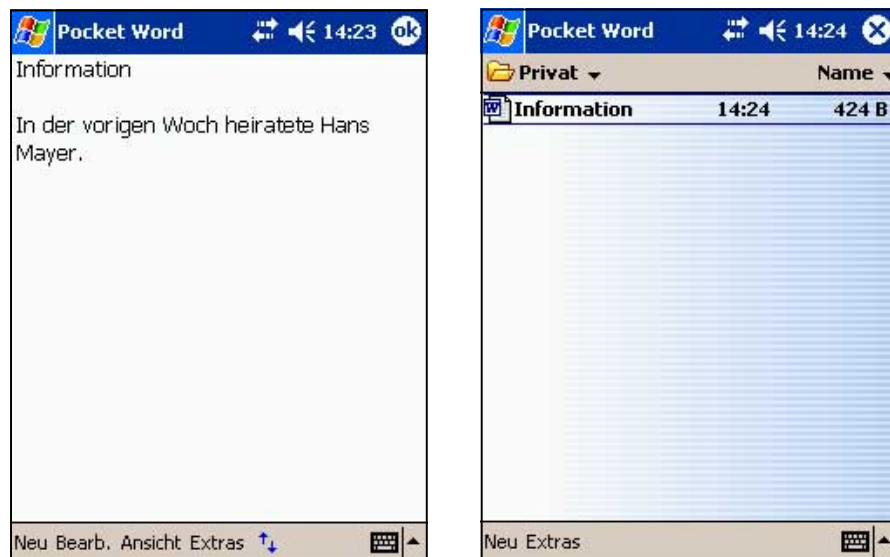 Pocket Word 14:23 ok
Information
In der vorigen Woch heiratete Hans
Mayer.
Neu Bearb. Ansicht Extras
Pocket Word 14:24
Privat Name
Information 14:24 424 B
Neu Extras